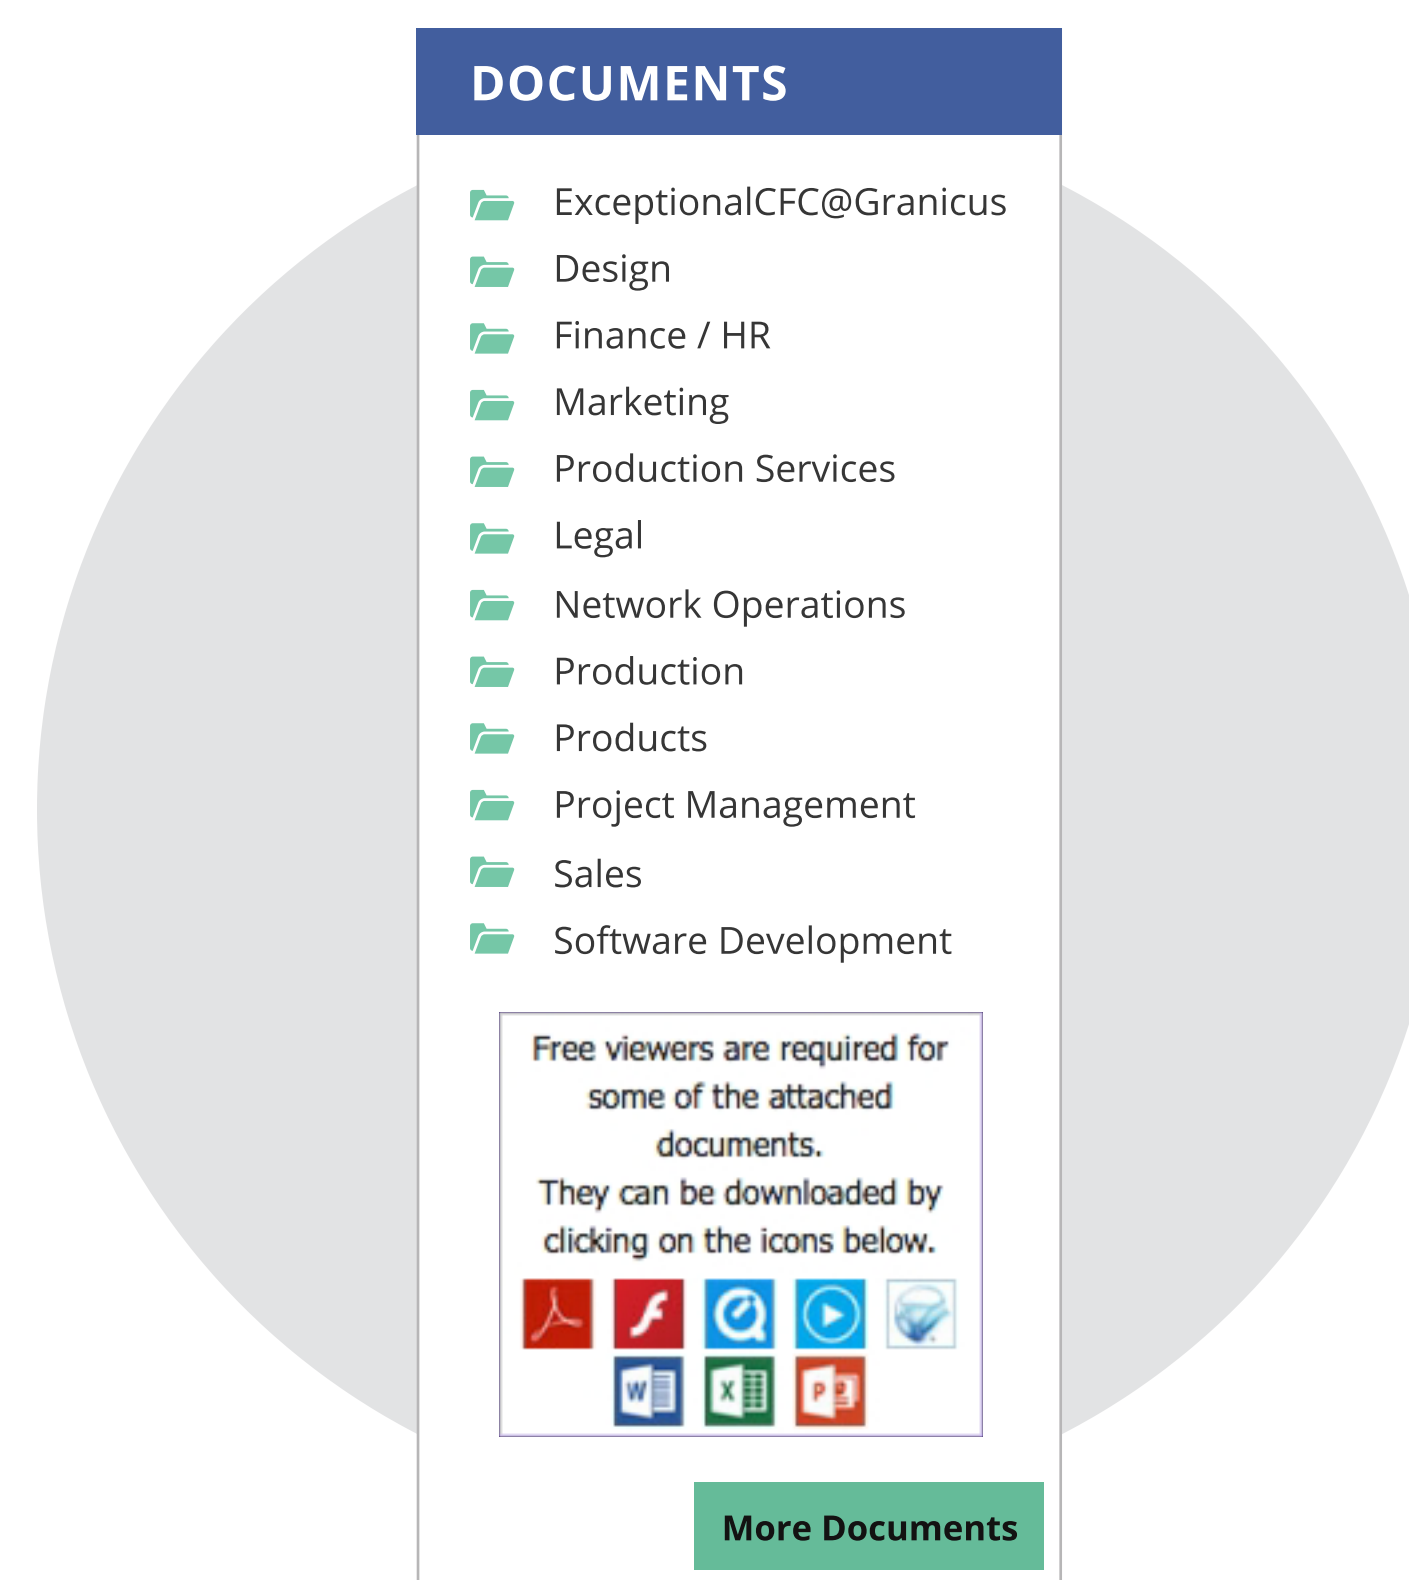 DOCUMENTS
ExceptionalCFC@Granicus
Design
Finance / HR
Marketing
Production Services
Legal
Network Operations
Production
Products
Project Management
Sales
Software Development
Free viewers are required for
some of the attached
documents.
They can be downloaded by
clicking on the icons below.
W X P
More Documents